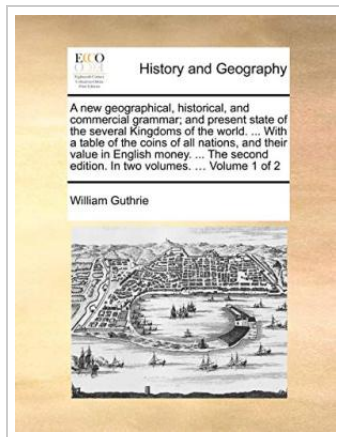 ECCO
History and Geography
A new geographical, historical, and
commercial grammar; and present state of
the several Kingdoms of the world. ... With
a table of the coins of all nations, and their
value in English money. ... The second
edition. In two volumes. ... Volume 1 of 2
William Guthrie